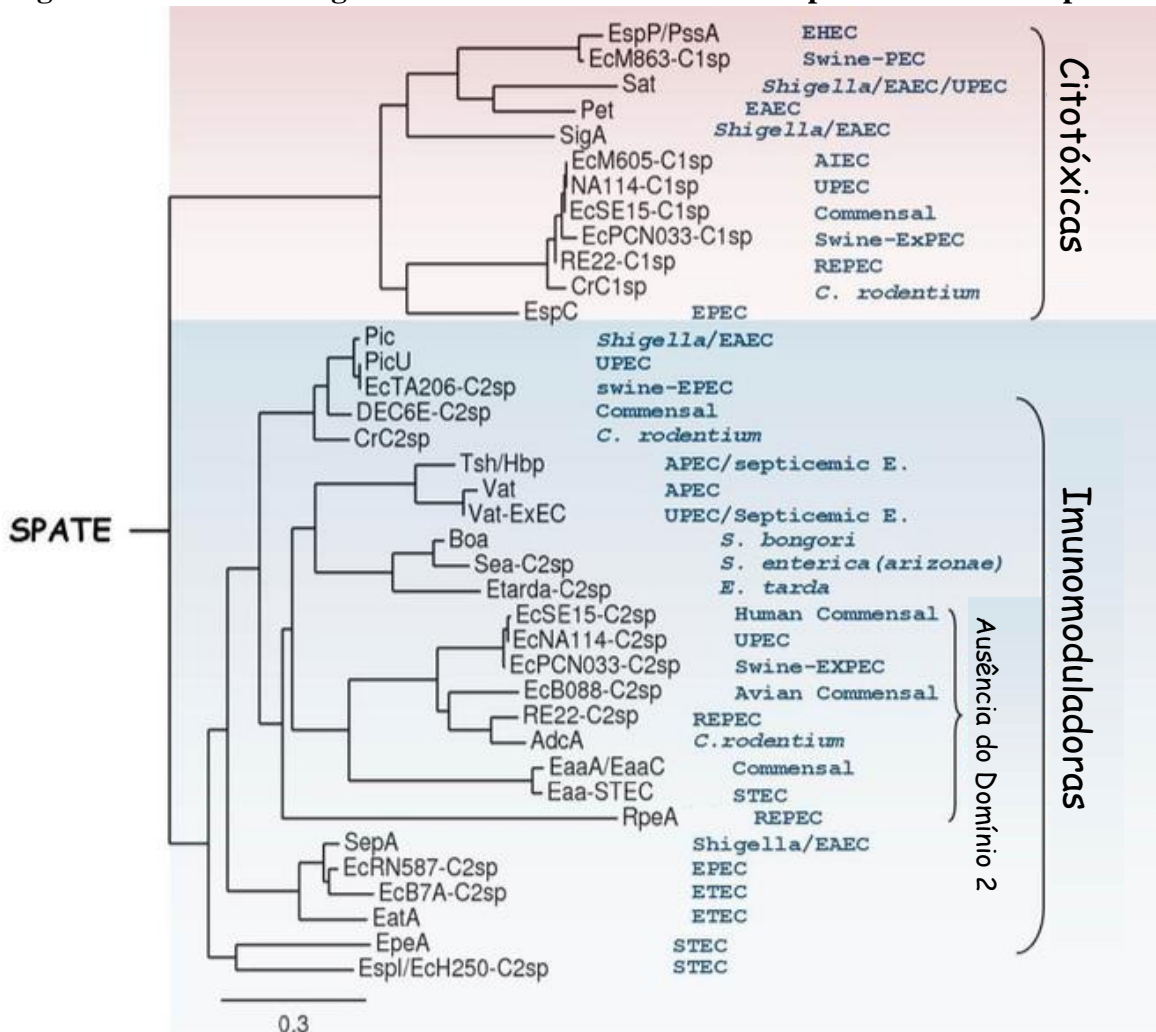 EspP/PssA EHEC
EcM863-C1sp Swine-PEC
Sat Shigella/EAEC/UPEC
Pet EAEC
SigA Shigella/EAEC
EcM605-C1sp AIEC
NA114-C1sp UPEC
EcSE15-C1sp Commensal
EcPCN033-C1sp Swine-ExPEC
RE22-C1sp REPEC
CrC1sp C. rodentium
EspC EPEC
Citotóxicas
Pic Shigella/EAEC
PicU UPEC
EcTA206-C2sp swine-EPEC
DEC6E-C2sp Commensal
CrC2sp C. rodentium
Tsh/Hbp APEC/septicemic E.
Vat APEC
Vat-ExEC UPEC/Septicemic E.
SPATE
Boa S. bongori
Sea-C2sp S. enterica(arizonae)
Etarda-C2sp E. tarda
EcSE15-C2sp Human Commensal
EcNA114-C2sp UPEC
EcPCN033-C2sp Swine-EXPEC
EcB088-C2sp Avian Commensal
RE22-C2sp REPEC
AdcA C.rodentium
EaaA/EaaC Commensal
Eaa-STEC STEC
RpeA REPEC
Ausência do Domínio 2
Imunomoduladoras
SepA Shigella/EAEC
EcRN587-C2sp EPEC
EcB7A-C2sp ETEC
EatA ETEC
EpeA STEC
EspI/EcH250-C2sp STEC
0.3